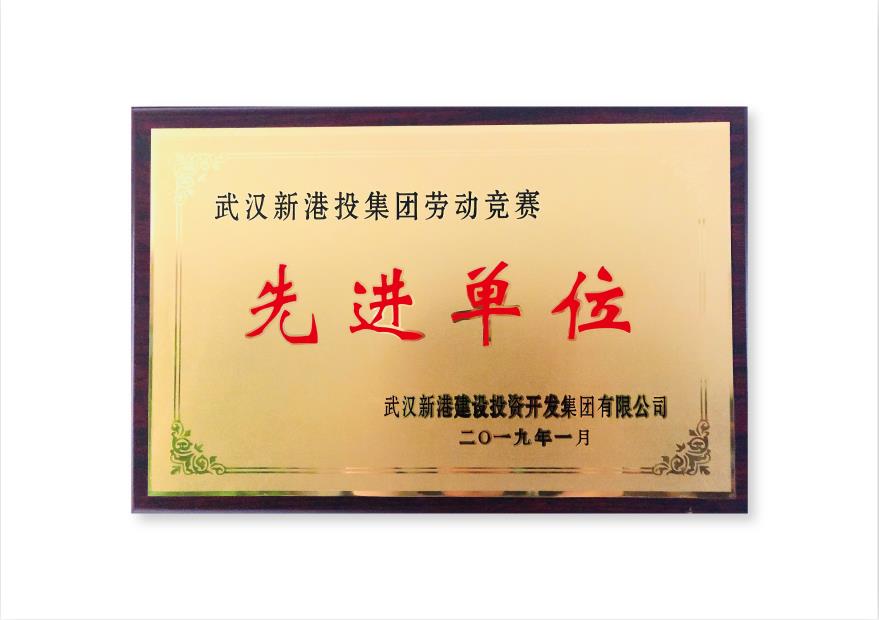 武汉新港投集团劳动竞赛
先进单位
武汉新港建设投资开发集团有限公司
二〇一九年一月